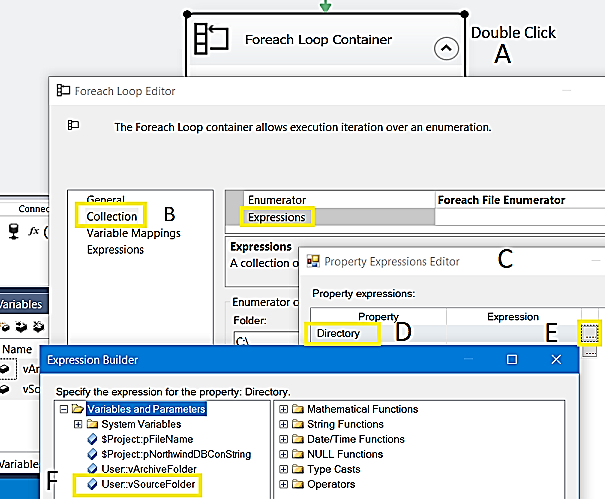 Foreach Loop Container
Double Click
A
Foreach Loop Editor
The Foreach Loop container allows execution iteration over an enumeration.
General
Collection
B
Variable Mappings
Expressions
Enumerator
Foreach File Enumerator
Expressions
Expressions
A collection o
Connec
fx
Property Expressions Editor
C
Property expressions:
Property
Expression
Directory
D
E
...
Enumerator c
Folder:
C:\
Variables
Name
vAr
vSo
Variable
Expression Builder
Specify the expression for the property: Directory.
Variables and Parameters
System Variables
$Project::pFileName
$Project::pNorthwindDBConString
User::vArchiveFolder
F
User::vSourceFolder
Mathematical Functions
String Functions
Date/Time Functions
NULL Functions
Type Casts
Operators